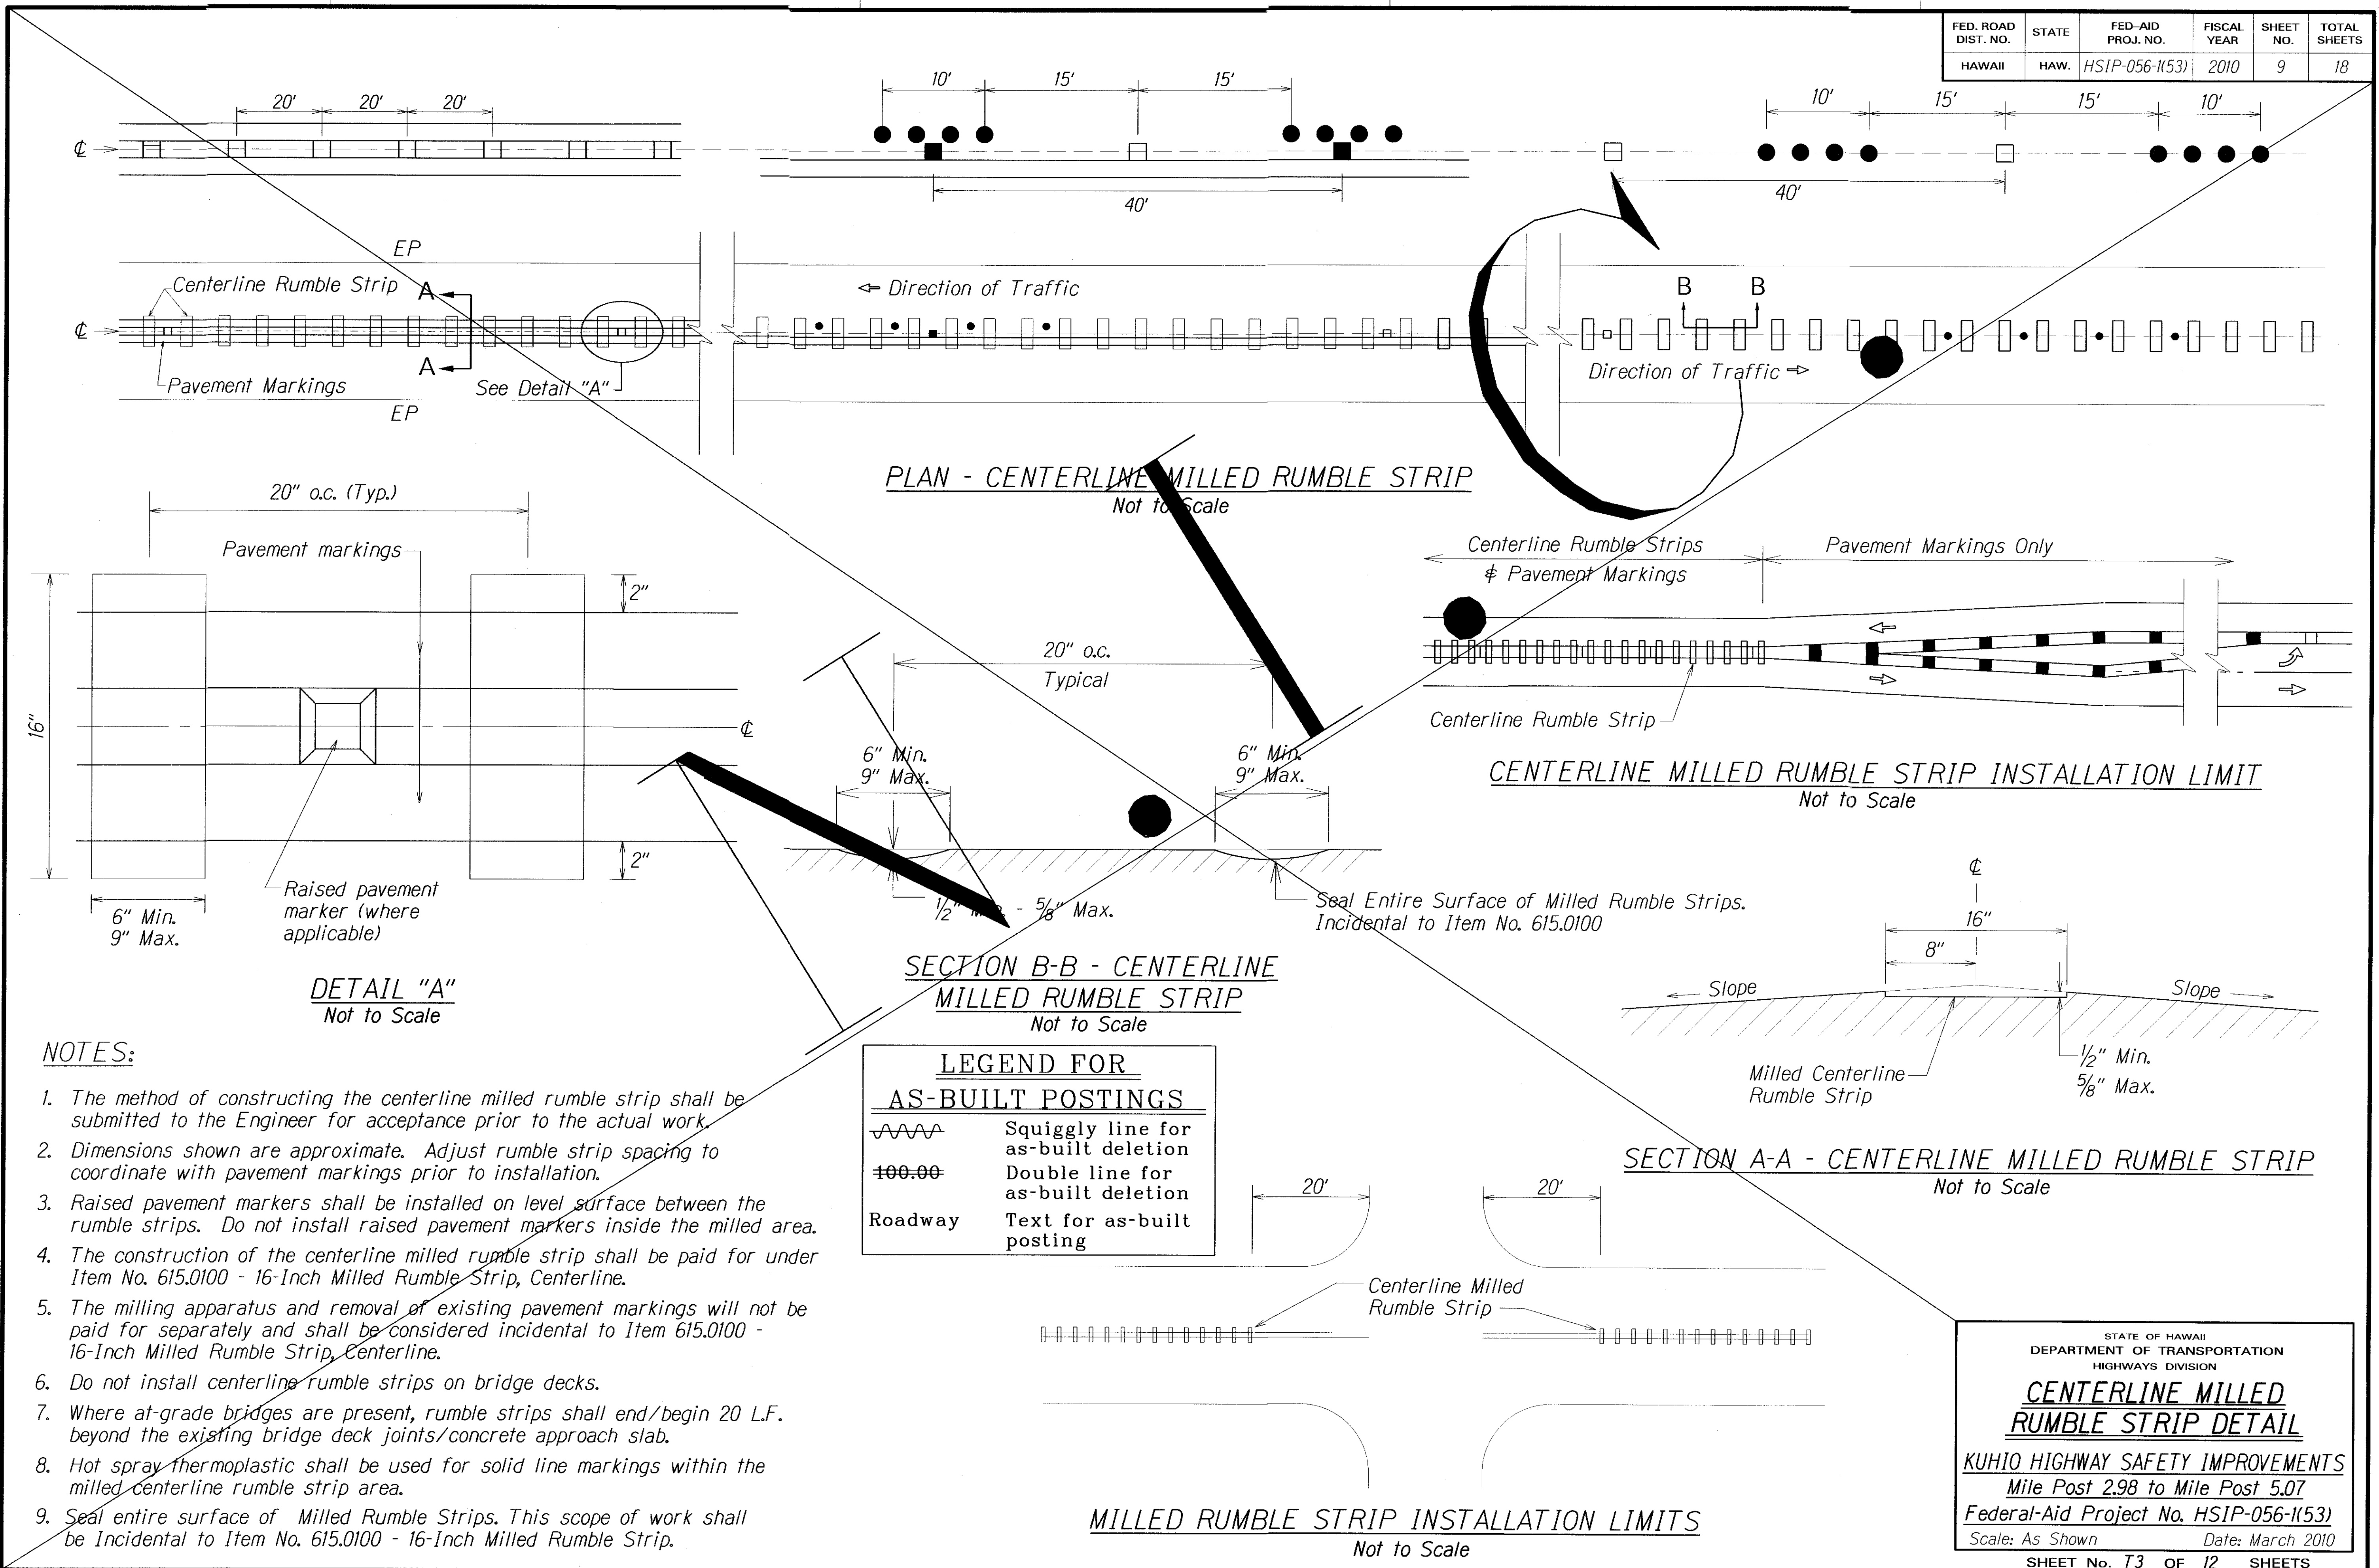 FED. ROAD DIST. NO. STATE FED-AID PROJ. NO. FISCAL YEAR SHEET NO. TOTAL SHEETS
HAWAII HAW. HSIP-056-1(53) 2010 9 18
20' 20' 20'
10' 15' 15'
40'
10' 15' 15' 10'
40'
℄
EP
Centerline Rumble Strip
A
⇦ Direction of Traffic
B B
℄
A
Pavement Markings
See Detail "A"
Direction of Traffic ⇨
EP
PLAN - CENTERLINE MILLED RUMBLE STRIP
Not to Scale
20" o.c. (Typ.)
Pavement markings
2"
16"
℄
2"
6" Min.
9" Max.
Raised pavement
marker (where
applicable)
DETAIL "A"
Not to Scale
20" o.c.
Typical
6" Min.
9" Max.
6" Min.
9" Max.
1/2" - 5/8" Max.
Seal Entire Surface of Milled Rumble Strips.
Incidental to Item No. 615.0100
SECTION B-B - CENTERLINE
MILLED RUMBLE STRIP
Not to Scale
Centerline Rumble Strips
& Pavement Markings
Pavement Markings Only
Centerline Rumble Strip
CENTERLINE MILLED RUMBLE STRIP INSTALLATION LIMIT
Not to Scale
℄
16"
8"
Slope
Slope
Milled Centerline
Rumble Strip
1/2" Min.
5/8" Max.
SECTION A-A - CENTERLINE MILLED RUMBLE STRIP
Not to Scale
NOTES:
1. The method of constructing the centerline milled rumble strip shall be
submitted to the Engineer for acceptance prior to the actual work.
2. Dimensions shown are approximate. Adjust rumble strip spacing to
coordinate with pavement markings prior to installation.
3. Raised pavement markers shall be installed on level surface between the
rumble strips. Do not install raised pavement markers inside the milled area.
4. The construction of the centerline milled rumble strip shall be paid for under
Item No. 615.0100 - 16-Inch Milled Rumble Strip, Centerline.
5. The milling apparatus and removal of existing pavement markings will not be
paid for separately and shall be considered incidental to Item 615.0100 -
16-Inch Milled Rumble Strip, Centerline.
6. Do not install centerline rumble strips on bridge decks.
7. Where at-grade bridges are present, rumble strips shall end/begin 20 L.F.
beyond the existing bridge deck joints/concrete approach slab.
8. Hot spray thermoplastic shall be used for solid line markings within the
milled centerline rumble strip area.
9. Seal entire surface of Milled Rumble Strips. This scope of work shall
be Incidental to Item No. 615.0100 - 16-Inch Milled Rumble Strip.
LEGEND FOR
AS-BUILT POSTINGS
Squiggly line for
as-built deletion
100.00 Double line for
as-built deletion
Roadway Text for as-built
posting
20'
20'
Centerline Milled
Rumble Strip
MILLED RUMBLE STRIP INSTALLATION LIMITS
Not to Scale
STATE OF HAWAII
DEPARTMENT OF TRANSPORTATION
HIGHWAYS DIVISION
CENTERLINE MILLED
RUMBLE STRIP DETAIL
KUHIO HIGHWAY SAFETY IMPROVEMENTS
Mile Post 2.98 to Mile Post 5.07
Federal-Aid Project No. HSIP-056-1(53)
Scale: As Shown Date: March 2010
SHEET No. T3 OF 12 SHEETS